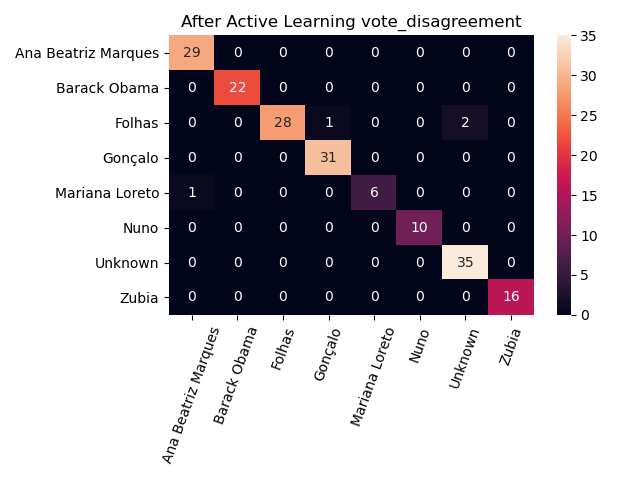 After Active Learning vote_disagreement
Ana Beatriz Marques 29 0 0 0 0 0 0 0
Barack Obama 0 22 0 0 0 0 0 0
Folhas 0 0 28 1 0 0 2 0
Gonçalo 0 0 0 31 0 0 0 0
Mariana Loreto 1 0 0 0 6 0 0 0
Nuno 0 0 0 0 0 10 0 0
Unknown 0 0 0 0 0 0 35 0
Zubia 0 0 0 0 0 0 0 16
Ana Beatriz Marques
Barack Obama
Folhas
Gonçalo
Mariana Loreto
Nuno
Unknown
Zubia
35
30
25
20
15
10
5
0